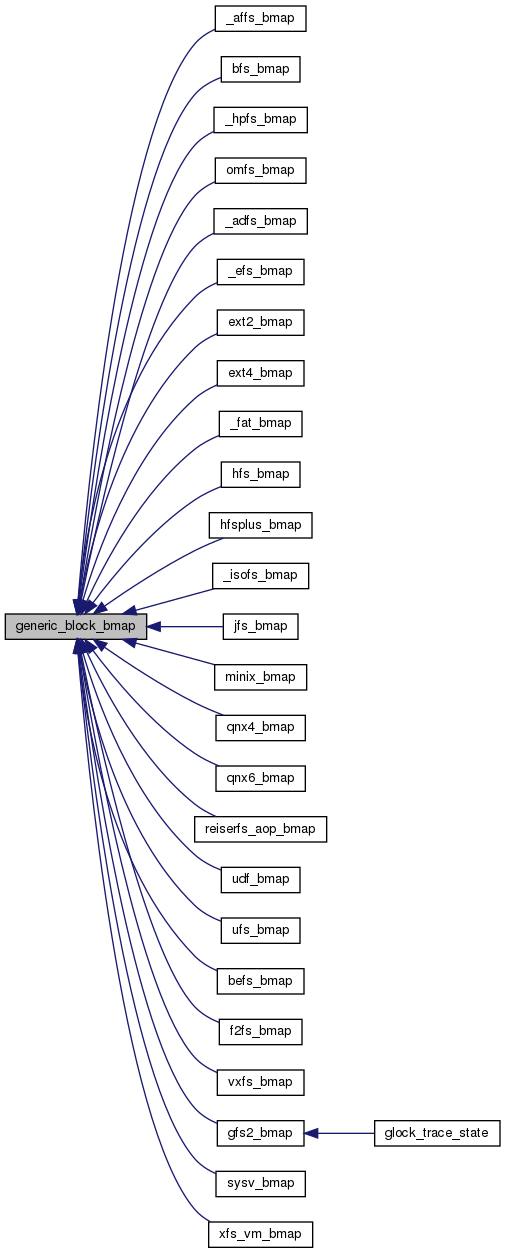 _affs_bmap
bfs_bmap
_hpfs_bmap
omfs_bmap
_adfs_bmap
_efs_bmap
ext2_bmap
ext4_bmap
_fat_bmap
hfs_bmap
hfsplus_bmap
_isofs_bmap
generic_block_bmap
jfs_bmap
minix_bmap
qnx4_bmap
qnx6_bmap
reiserfs_aop_bmap
udf_bmap
ufs_bmap
befs_bmap
f2fs_bmap
vxfs_bmap
gfs2_bmap
glock_trace_state
sysv_bmap
xfs_vm_bmap